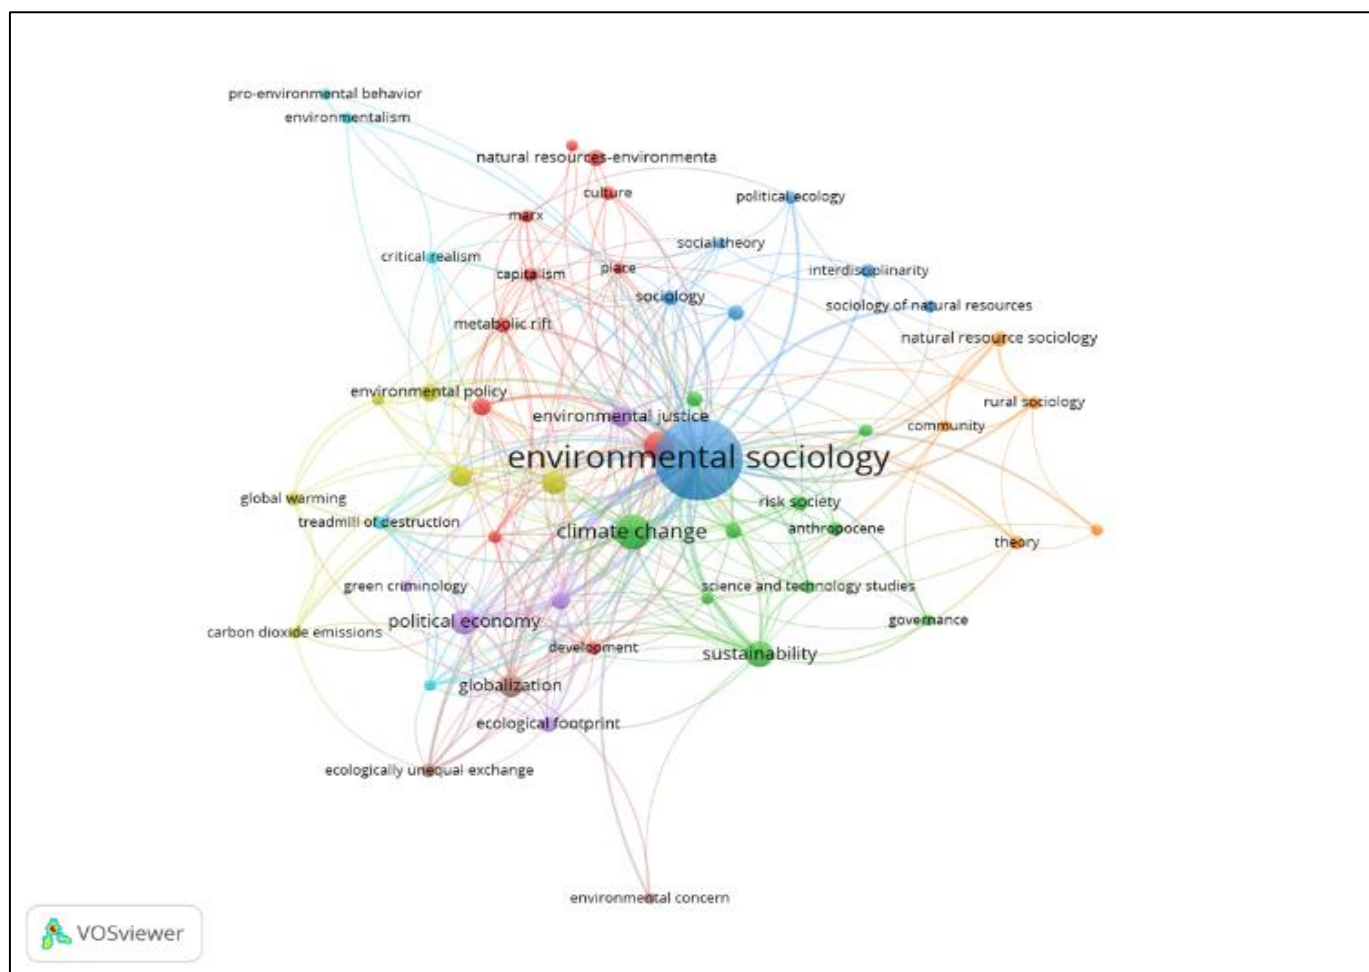 pro-environmental behavior
environmentalism
natural resources-environmenta
culture
political ecology
marx
social theory
critical realism
capitalism
place
interdisciplinarity
sociology
sociology of natural resources
metabolic rift
natural resource sociology
environmental policy
rural sociology
environmental justice
community
environmental sociology
global warming
risk society
treadmill of destruction
climate change
anthropocene
theory
green criminology
science and technology studies
political economy
governance
carbon dioxide emissions
development
sustainability
globalization
ecological footprint
ecologically unequal exchange
environmental concern
VOSviewer